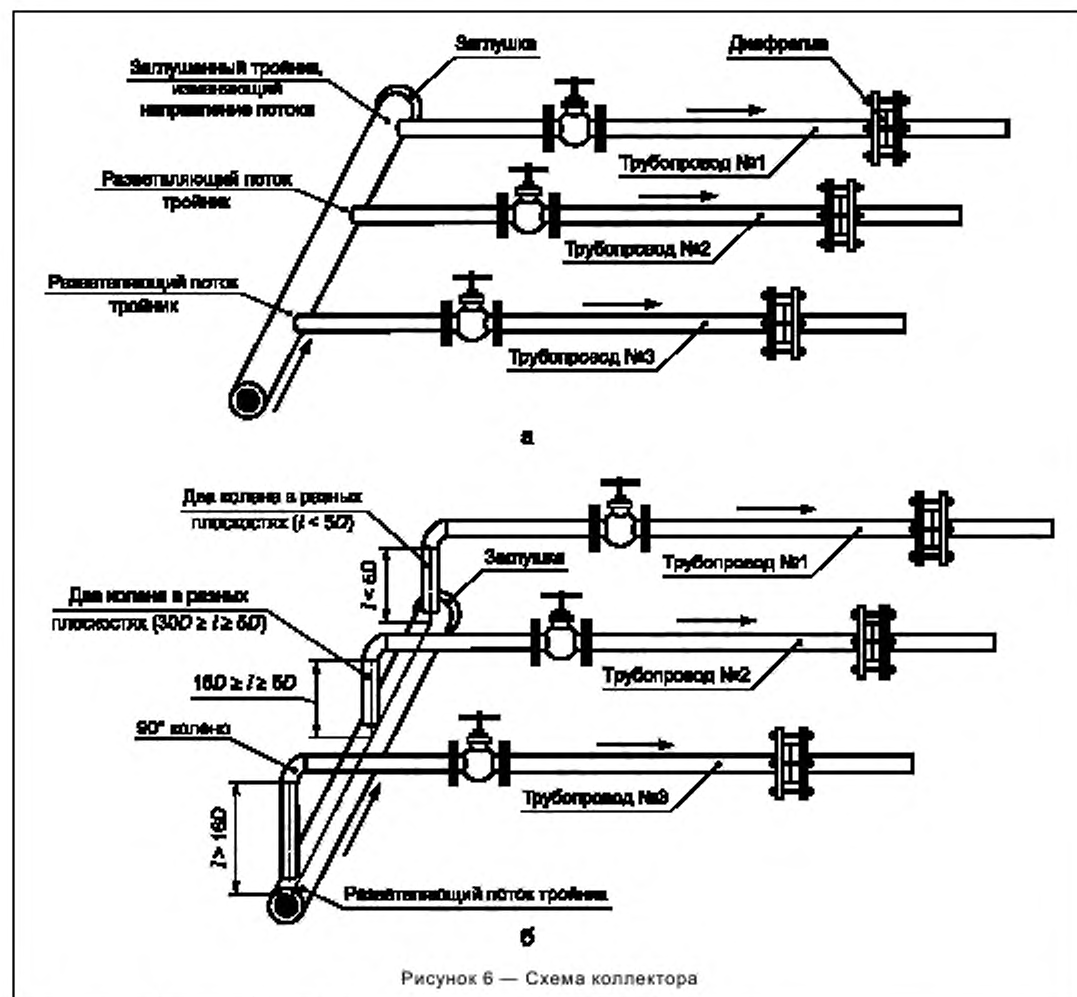 Заглушка
Диафрагма
Заглушенный тройник,
изменяющий
направление потока
Трубопровод №1
Разветвляющий поток
тройник
Трубопровод №2
Разветвляющий поток
тройник
Трубопровод №3
а
Два колена в разных
плоскостях (l < 5D)
Заглушка
Трубопровод №1
l < 5D
Два колена в разных
плоскостях (30D ≥ l ≥ 5D)
Трубопровод №2
15D ≥ l ≥ 5D
90° колено
Трубопровод №3
l > 15D
Разветвляющий поток тройник
б
Рисунок 6 — Схема коллектора